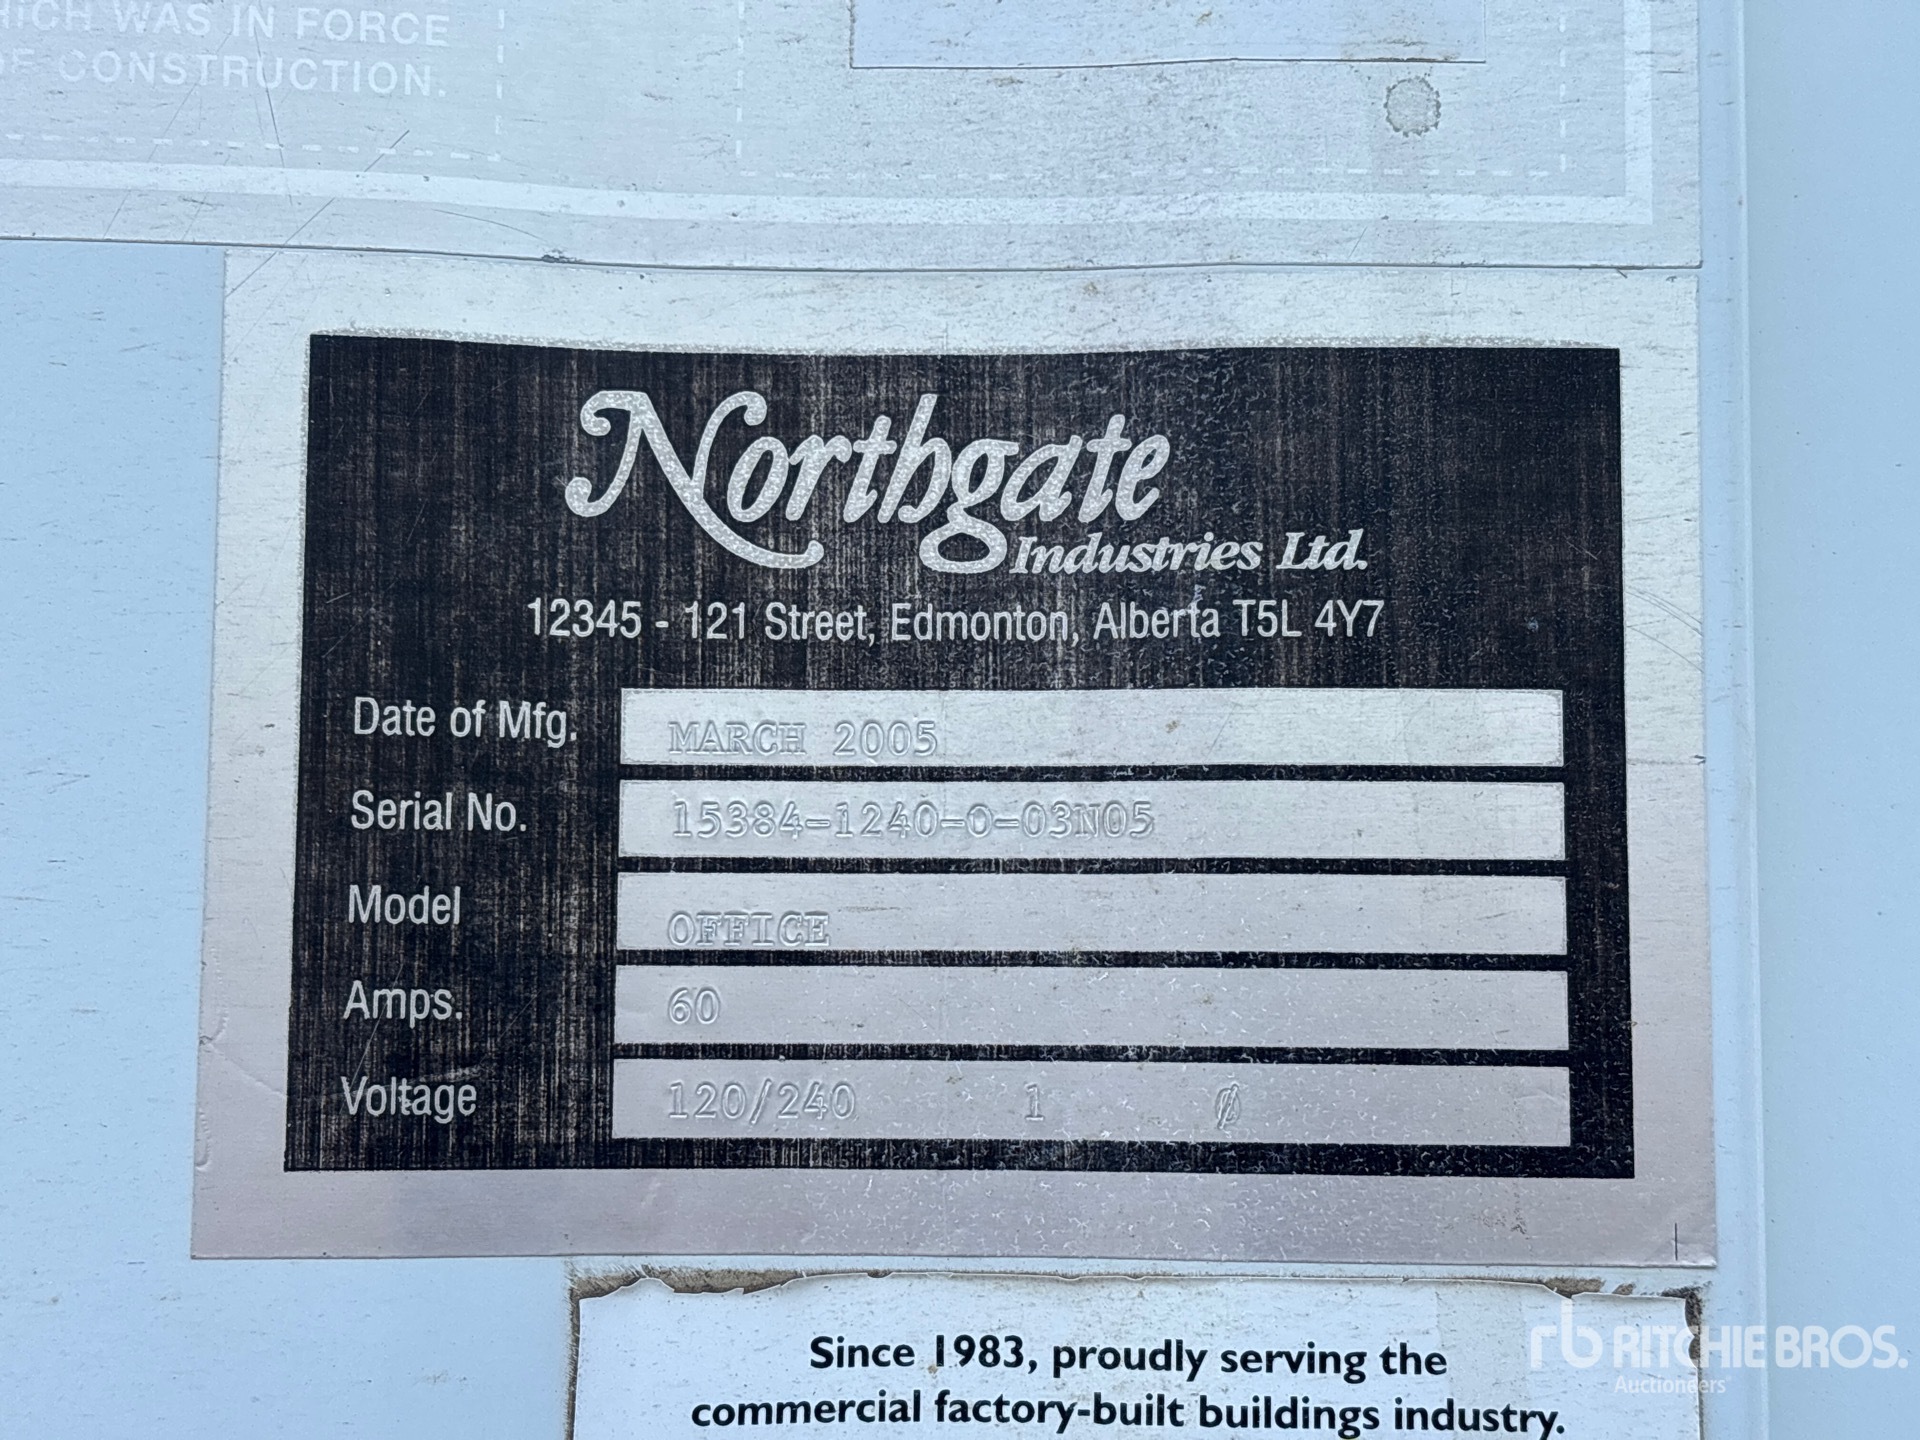 WAS IN FORCE
OF CONSTRUCTION.
Northgate
Industries Ltd.
12345 - 121 Street, Edmonton, Alberta T5L 4Y7
Date of Mfg. MARCH 2005
Serial No. 15384-1240-O-03N05
Model OFFICE
Amps. 60
Voltage 120/240 1 Ø
Since 1983, proudly serving the
commercial factory-built buildings industry.
rb RITCHIE BROS.
Auctioneers